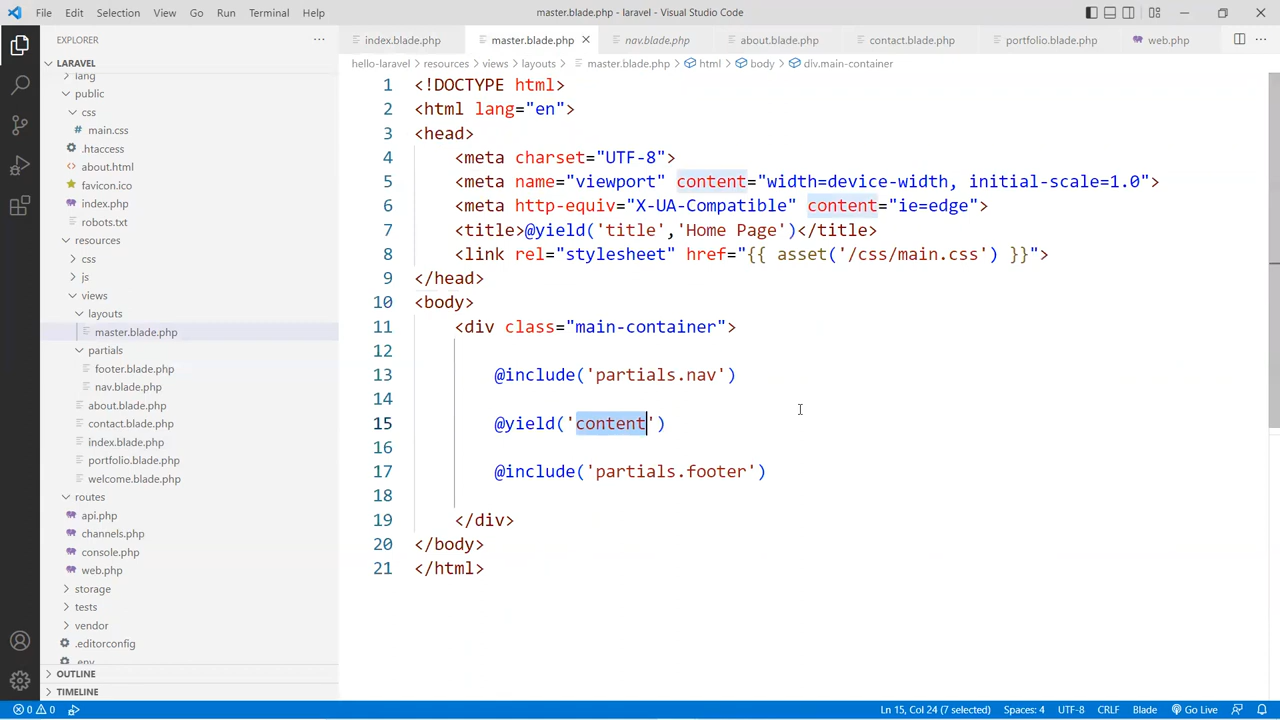 File Edit Selection View Go Run Terminal Help
master.blade.php - laravel - Visual Studio Code
EXPLORER
index.blade.php master.blade.php nav.blade.php about.blade.php contact.blade.php portfolio.blade.php web.php
hello-laravel > resources > views > layouts > master.blade.php > html > body > div.main-container
LARAVEL
lang
public
css
main.css
.htaccess
about.html
favicon.ico
index.php
robots.txt
resources
css
js
views
layouts
master.blade.php
partials
footer.blade.php
nav.blade.php
about.blade.php
contact.blade.php
index.blade.php
portfolio.blade.php
welcome.blade.php
routes
api.php
channels.php
console.php
web.php
storage
tests
vendor
.editorconfig
.env
OUTLINE
TIMELINE
1 <!DOCTYPE html>
2 <html lang="en">
3 <head>
4 <meta charset="UTF-8">
5 <meta name="viewport" content="width=device-width, initial-scale=1.0">
6 <meta http-equiv="X-UA-Compatible" content="ie=edge">
7 <title>@yield('title','Home Page')</title>
8 <link rel="stylesheet" href="{{ asset('/css/main.css') }}">
9 </head>
10 <body>
11 <div class="main-container">
12
13 @include('partials.nav')
14
15 @yield('content')
16
17 @include('partials.footer')
18
19 </div>
20 </body>
21 </html>
0 0 Ln 15, Col 24 (7 selected) Spaces: 4 UTF-8 CRLF Blade Go Live